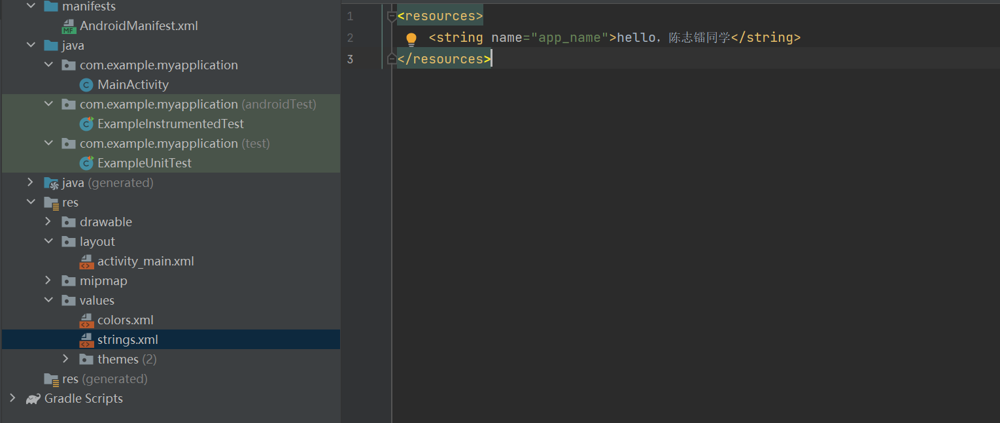 manifests
AndroidManifest.xml
java
com.example.myapplication
MainActivity
com.example.myapplication (androidTest)
ExampleInstrumentedTest
com.example.myapplication (test)
ExampleUnitTest
java (generated)
res
drawable
layout
activity_main.xml
mipmap
values
colors.xml
strings.xml
themes (2)
res (generated)
Gradle Scripts
1 <resources>
2 <string name="app_name">hello，陈志镭同学</string>
3 </resources>